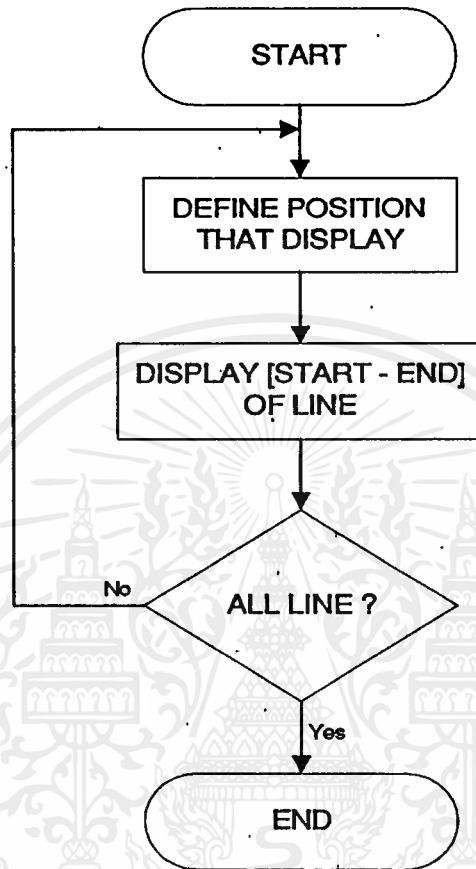 START
DEFINE POSITION
THAT DISPLAY
DISPLAY [START - END]
OF LINE
ALL LINE ?
No
Yes
END